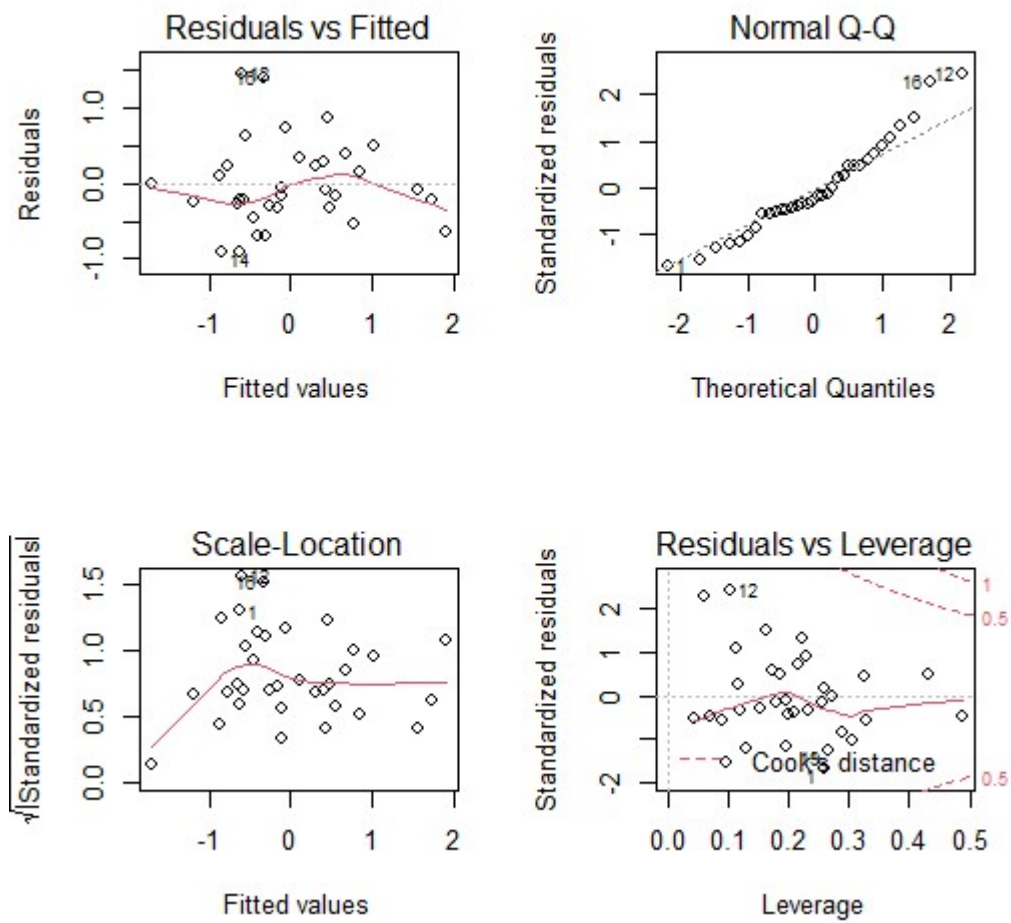 Residuals vs Fitted
Residuals
1.0
0.0
-1.0
14
-1
0
1
2
Fitted values
Normal Q-Q
Standardized residuals
2
1
0
-1
16
12
1
-2
-1
0
1
2
Theoretical Quantiles
Scale-Location
√|Standardized residuals|
1.5
1.0
0.5
0.0
1
-1
0
1
2
Fitted values
Residuals vs Leverage
Standardized residuals
2
1
0
-2
12
1
0.5
0.5
Cook's distance
1
0.0 0.1 0.2 0.3 0.4 0.5
Leverage